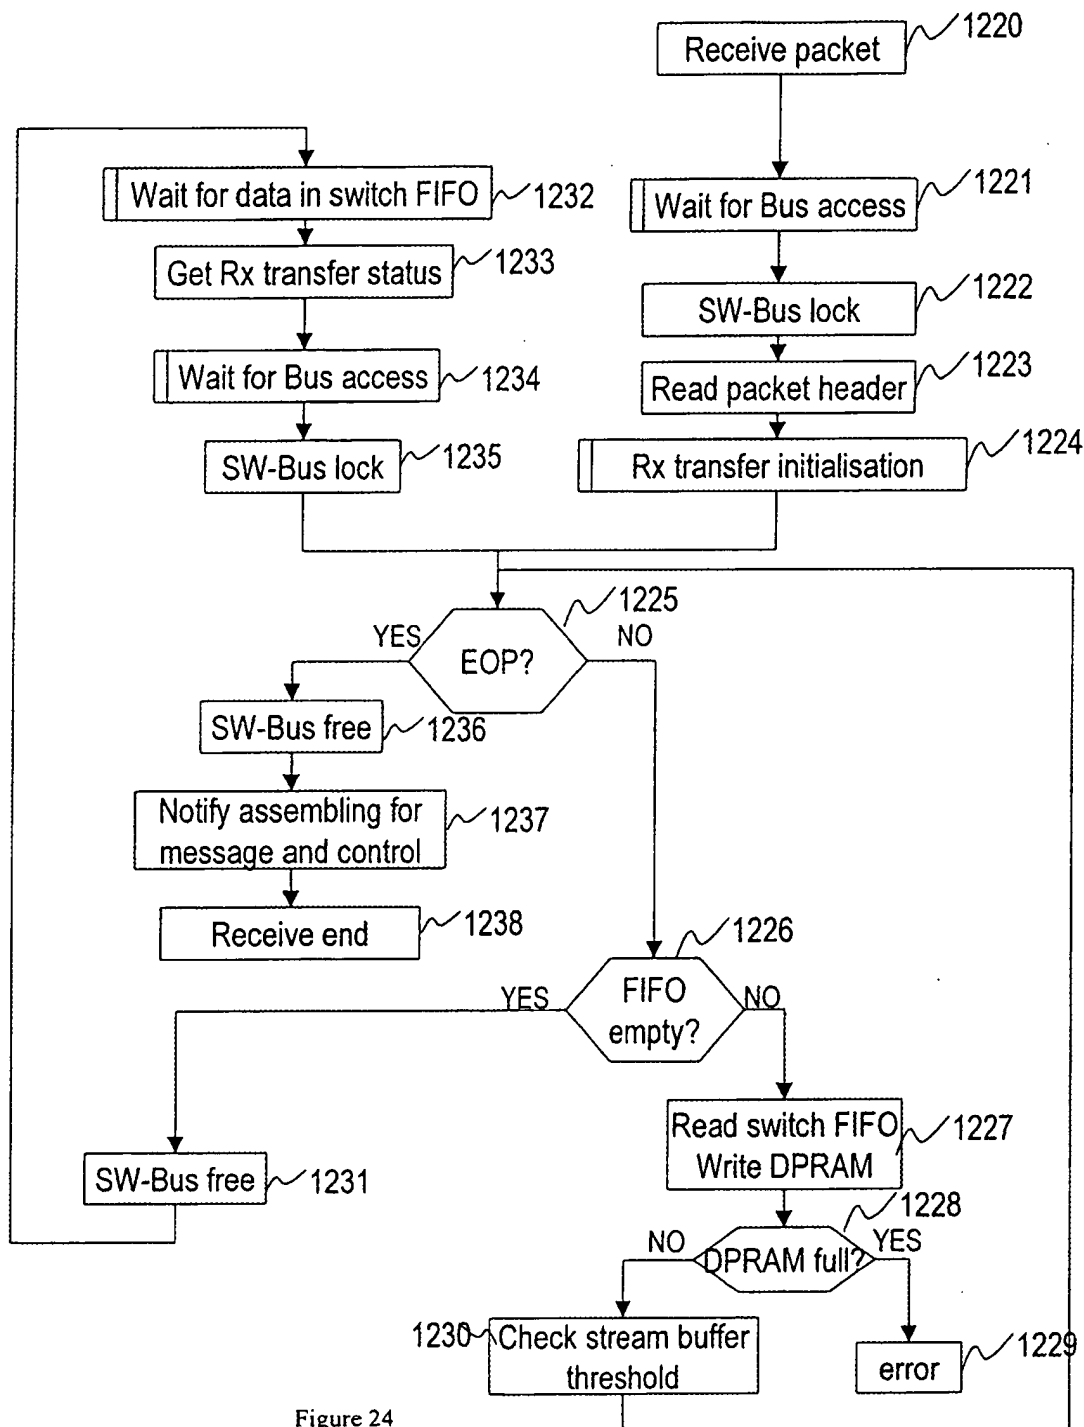 Receive packet
1220
Wait for data in switch FIFO
1232
Wait for Bus access
1221
Get Rx transfer status
1233
SW-Bus lock
1222
Wait for Bus access
1234
Read packet header
1223
SW-Bus lock
1235
Rx transfer initialisation
1224
1225
YES
EOP?
NO
SW-Bus free
1236
Notify assembling for
message and control
1237
Receive end
1238
1226
YES
FIFO
empty?
NO
Read switch FIFO
Write DPRAM
1227
SW-Bus free
1231
1228
NO
DPRAM full?
YES
1230
Check stream buffer
threshold
error
1229
Figure 24